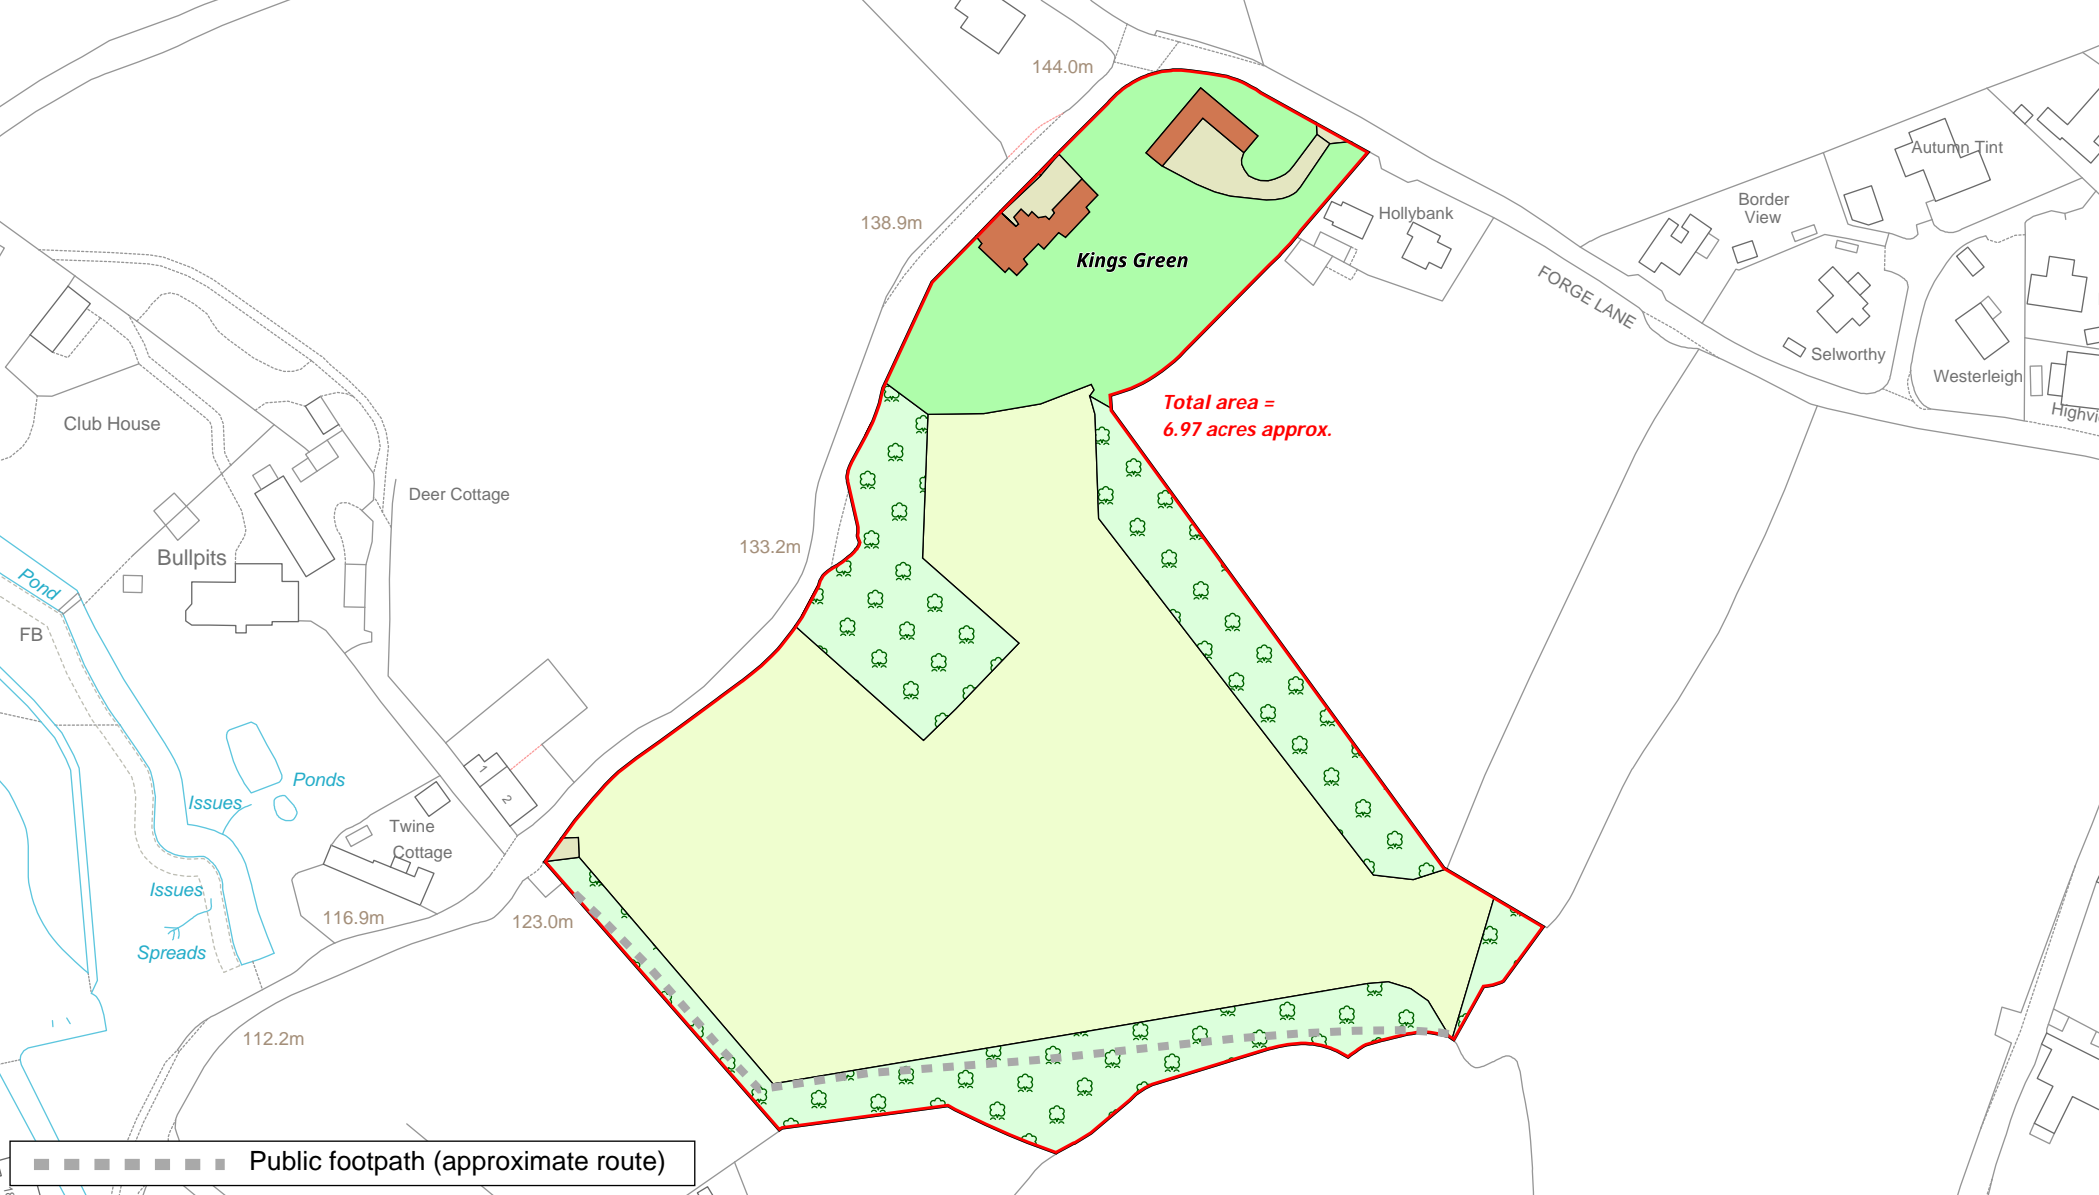 144.0m
Autumn Tint
Border
View
138.9m
Hollybank
Kings Green
FORGE LANE
Selworthy
Westerleigh
Total area =
6.97 acres approx.
Club House
Deer Cottage
133.2m
Bullpits
Pond
FB
1
2
Ponds
Issues
Twine
Cottage
Issues
116.9m
123.0m
Spreads
112.2m
Public footpath (approximate route)